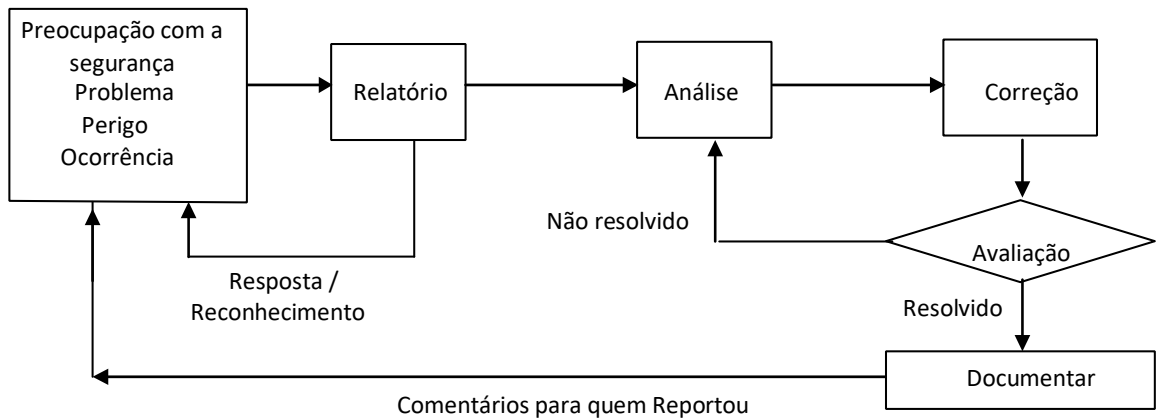 Preocupação com a
segurança
Problema
Perigo
Ocorrência
Relatório
Análise
Correção
Não resolvido
Avaliação
Resposta /
Reconhecimento
Resolvido
Documentar
Comentários para quem Reportou